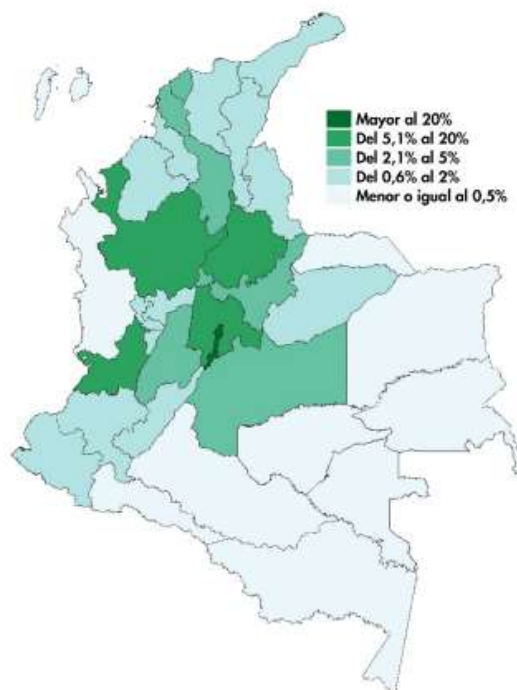 Mayor al 20%
Del 5,1% al 20%
Del 2,1% al 5%
Del 0,6% al 2%
Menor o igual al 0,5%